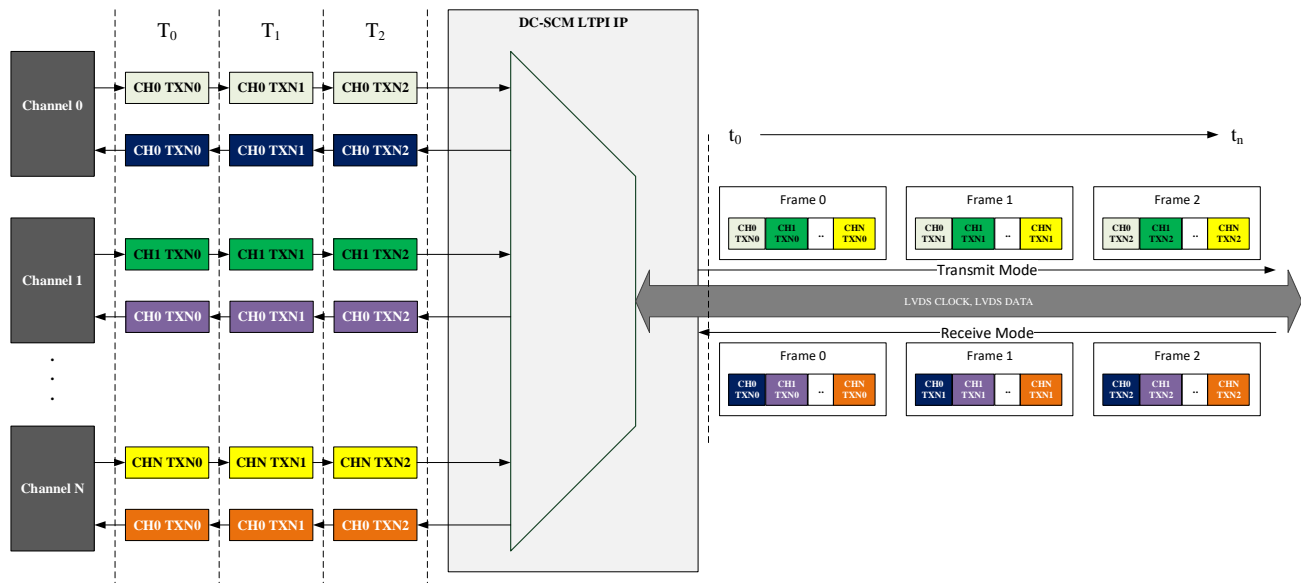 DC-SCM LTPI IP
T0 T1 T2
Channel 0
CH0 TXN0 CH0 TXN1 CH0 TXN2
CH0 TXN0 CH0 TXN1 CH0 TXN2
Channel 1
CH1 TXN0 CH1 TXN1 CH1 TXN2
CH0 TXN0 CH0 TXN1 CH0 TXN2
.
.
.
Channel N
CHN TXN0 CHN TXN1 CHN TXN2
CH0 TXN0 CH0 TXN1 CH0 TXN2
t0 tn
Frame 0
CH0 CH1 .. CHN
TXN0 TXN0 TXN0
Frame 1
CH0 CH1 .. CHN
TXN1 TXN1 TXN1
Frame 2
CH0 CH1 .. CHN
TXN2 TXN2 TXN2
Transmit Mode
LVDS CLOCK, LVDS DATA
Receive Mode
Frame 0
CH0 CH1 .. CHN
TXN0 TXN0 TXN0
Frame 1
CH0 CH1 .. CHN
TXN1 TXN1 TXN1
Frame 2
CH0 CH1 .. CHN
TXN2 TXN2 TXN2